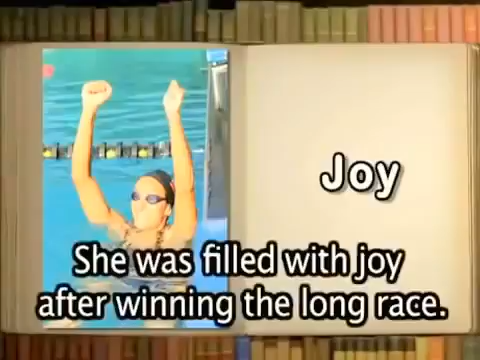 Joy
She was filled with joy
after winning the long race.